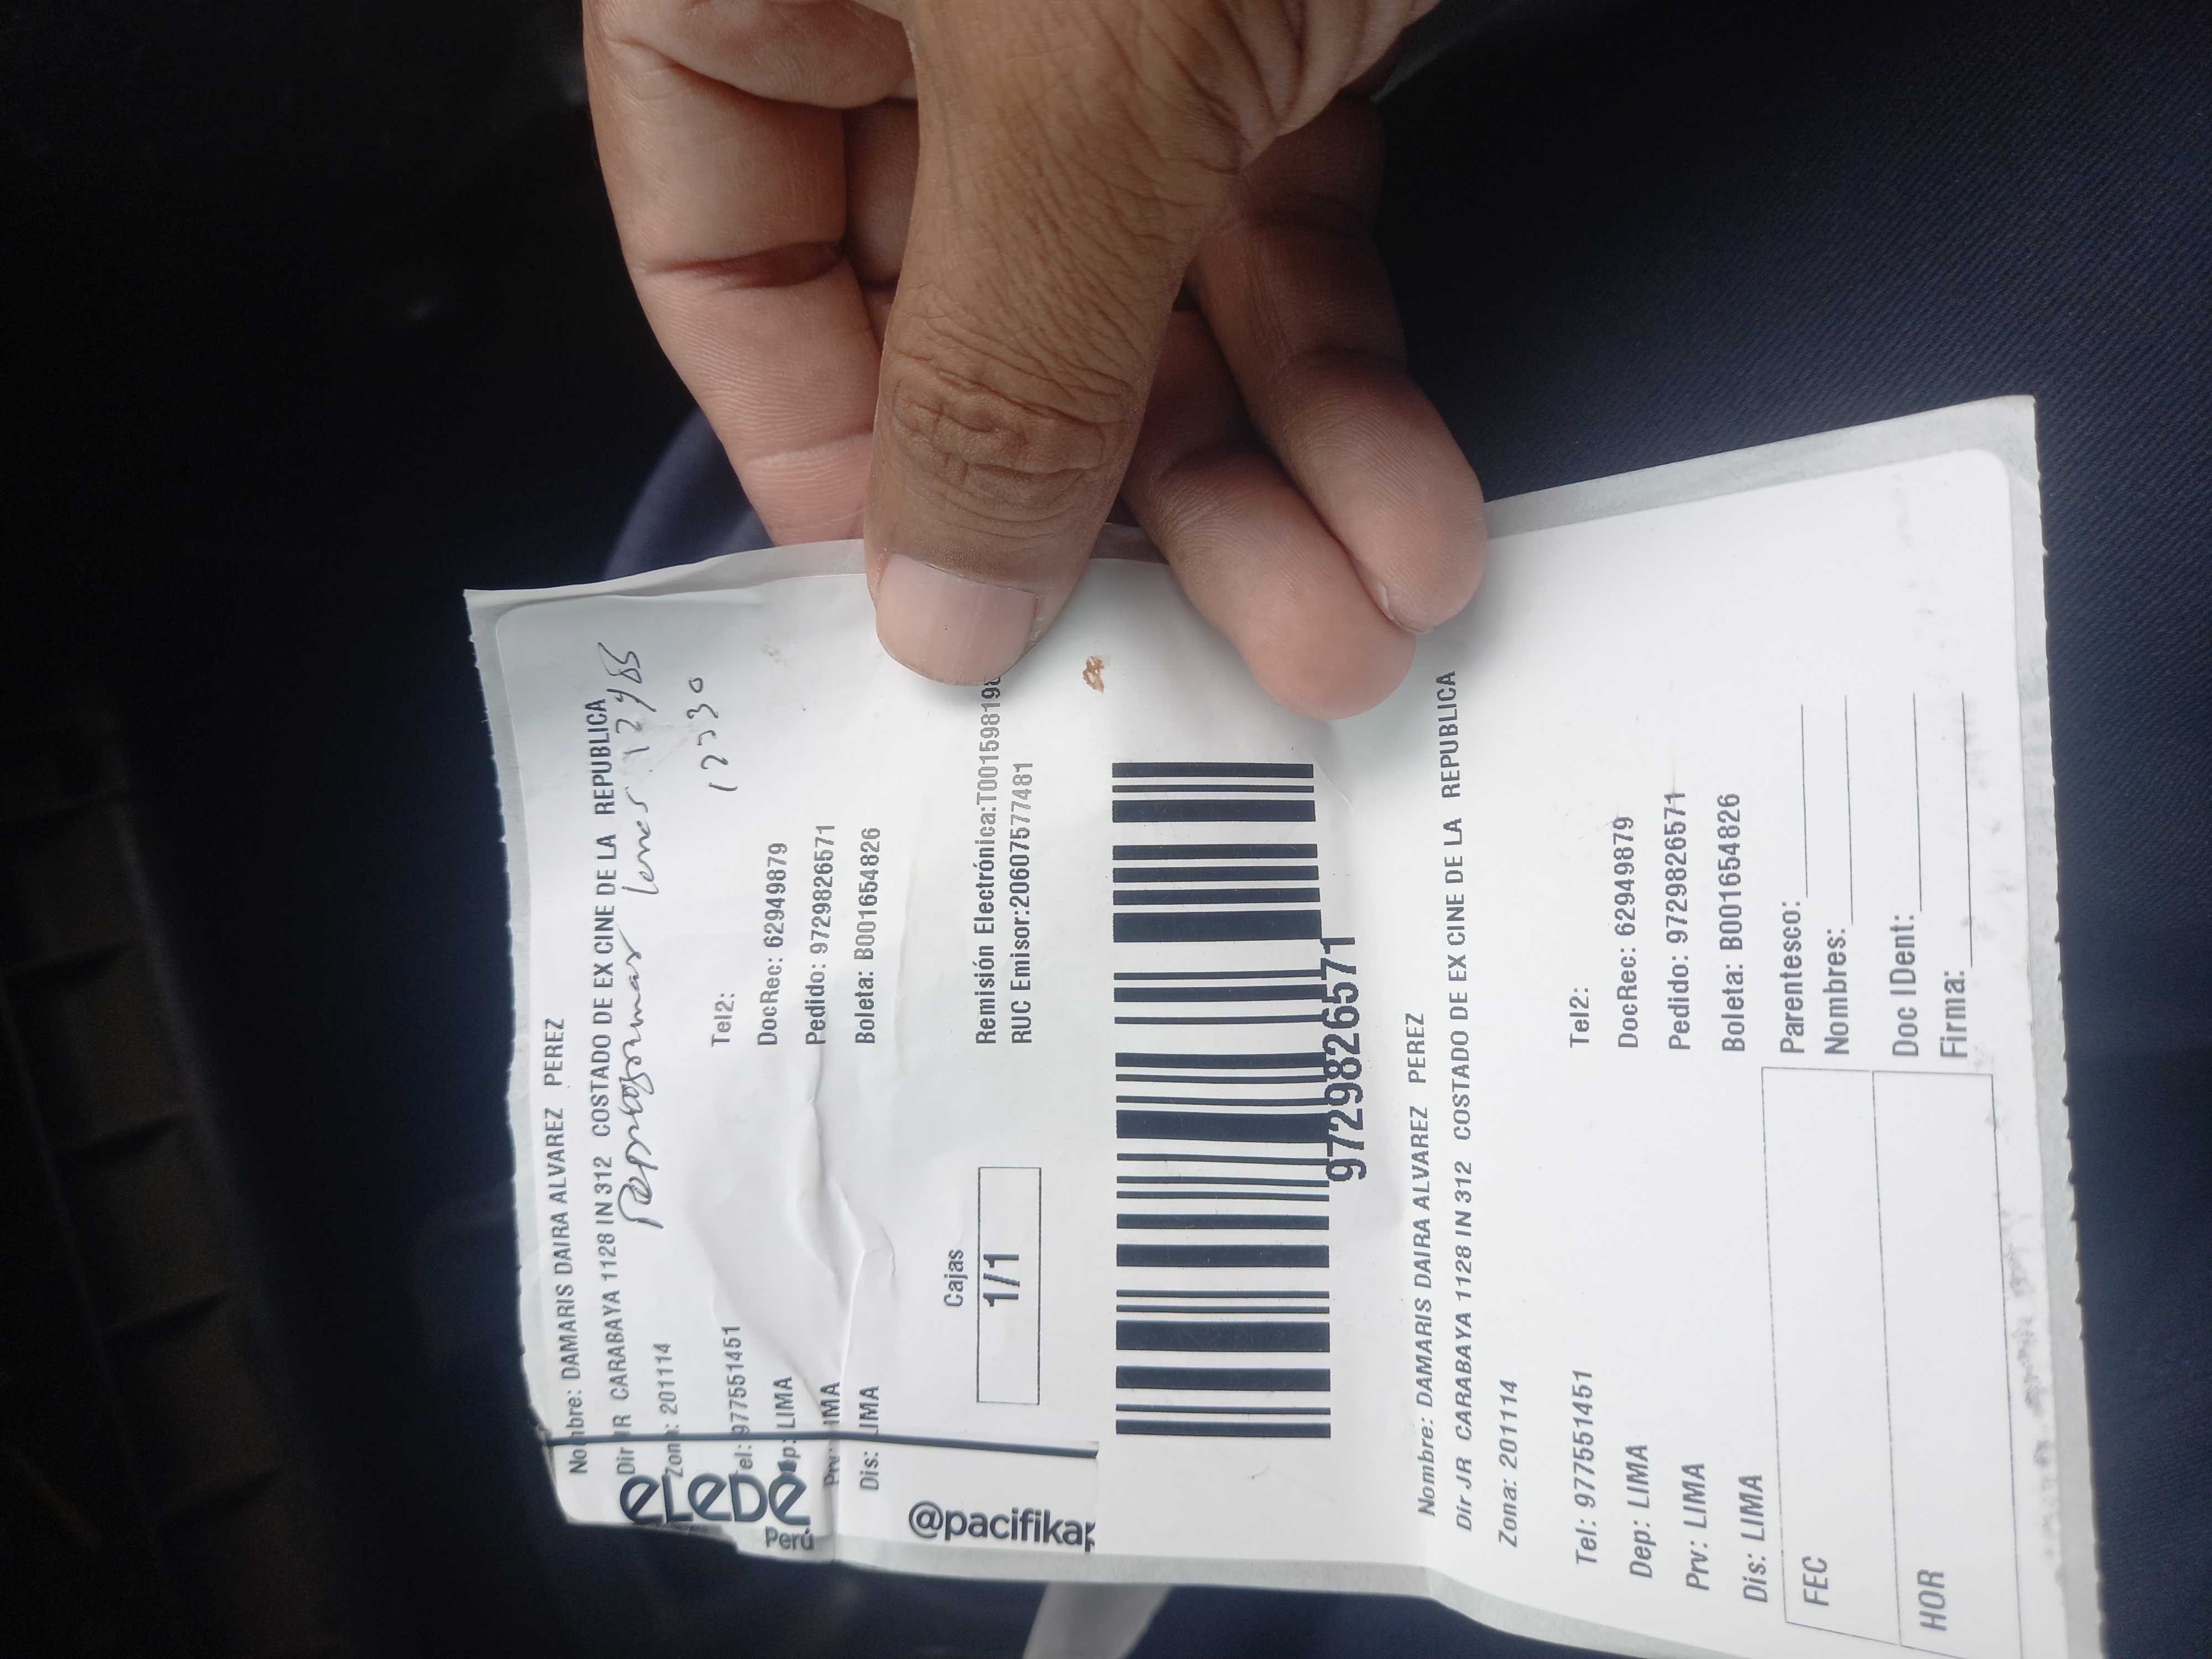 Nombre: DAMARIS DAIRA ALVAREZ PEREZ
Dir JR CARABAYA 1128 IN 312 COSTADO DE EX CINE DE LA REPUBLICA
Zona: 201114
Tel: 977551451 Tel2:
Dep: LIMA DocRec: 62949879
Prv: LIMA Pedido: 9729826571
Dis: LIMA Boleta: B001654826
eLeBe
Perú
@pacifika
Cajas
1/1
Remisión Electrónica:T00159819
RUC Emisor:20607577481
9729826571
Nombre: DAMARIS DAIRA ALVAREZ PEREZ
Dir JR CARABAYA 1128 IN 312 COSTADO DE EX CINE DE LA REPUBLICA
Zona: 201114
Tel: 977551451 Tel2:
Dep: LIMA DocRec: 62949879
Prv: LIMA Pedido: 9729826571
Dis: LIMA Boleta: B001654826
FEC Parentesco:
Nombres:
HOR Doc IDent:
Firma: